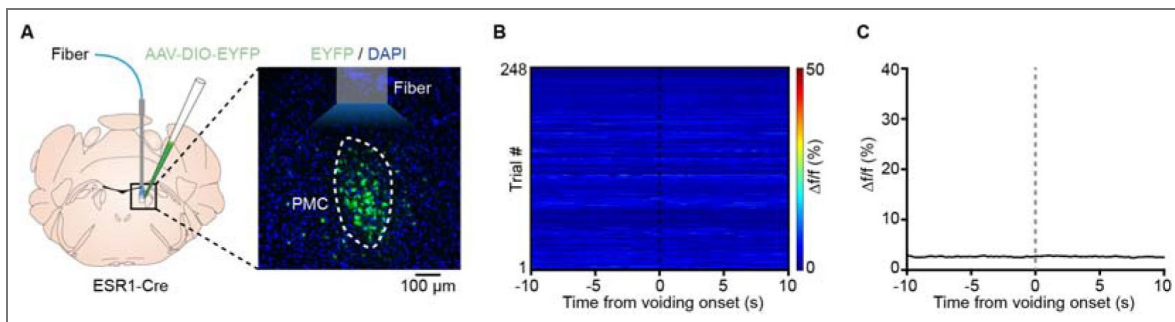 A
Fiber
AAV-DIO-EYFP
EYFP / DAPI
Fiber
PMC
ESR1-Cre
100 μm
B
248
Trial #
1
-10 -5 0 5 10
Time from voiding onset (s)
50
Δf/f (%)
0
C
40
30
20
10
0
Δf/f (%)
-10 -5 0 5 10
Time from voiding onset (s)